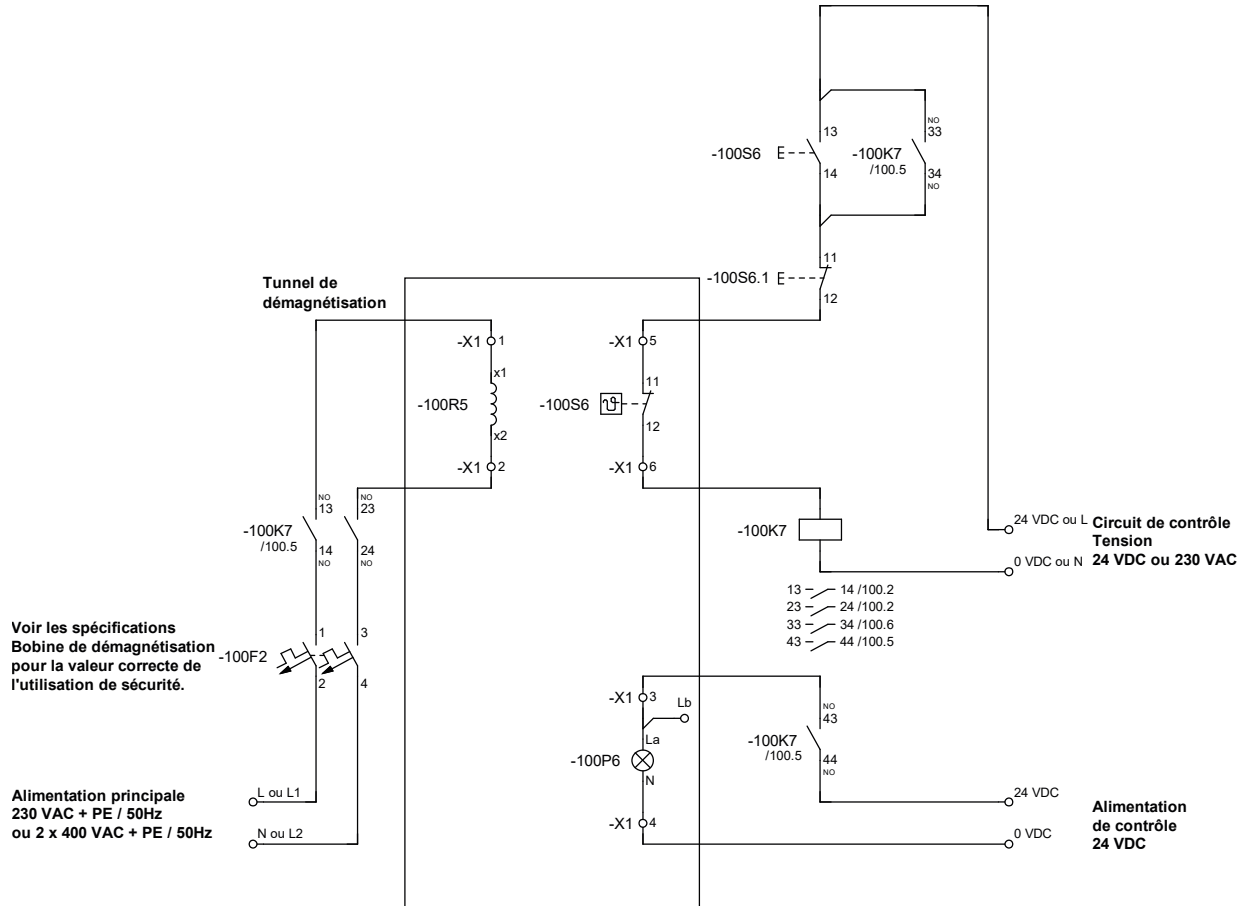 13
NO
33
-100S6
E
-100K7
/100.5
14
34
NO
11
-100S6.1
E
12
Tunnel de
démagnétisation
-X1
1
-X1
5
x1
11
-100R5
-100S6
ϑ
x2
12
-X1
2
-X1
6
NO
13
NO
23
-100K7
/100.5
14
NO
24
NO
-100K7
24 VDC ou L
0 VDC ou N
Circuit de contrôle
Tension
24 VDC ou 230 VAC
13
14 /100.2
23
24 /100.2
33
34 /100.6
43
44 /100.5
Voir les spécifications
Bobine de démagnétisation
pour la valeur correcte de
l'utilisation de sécurité.
-100F2
1
3
2
4
-X1
3
Lb
La
-100P6
N
-X1
4
NO
43
-100K7
/100.5
44
NO
Alimentation principale
230 VAC + PE / 50Hz
ou 2 x 400 VAC + PE / 50Hz
L ou L1
N ou L2
24 VDC
0 VDC
Alimentation
de contrôle
24 VDC